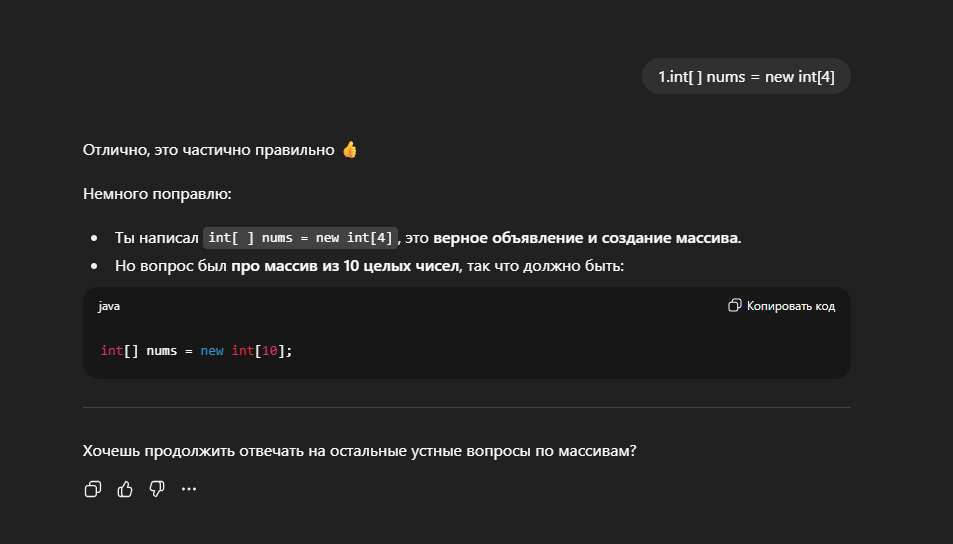 1.int[ ] nums = new int[4]
Отлично, это частично правильно 👍
Немного поправлю:
• Ты написал int[ ] nums = new int[4], это верное объявление и создание массива.
• Но вопрос был про массив из 10 целых чисел, так что должно быть:
java
Копировать код
int[] nums = new int[10];
Хочешь продолжить отвечать на остальные устные вопросы по массивам?